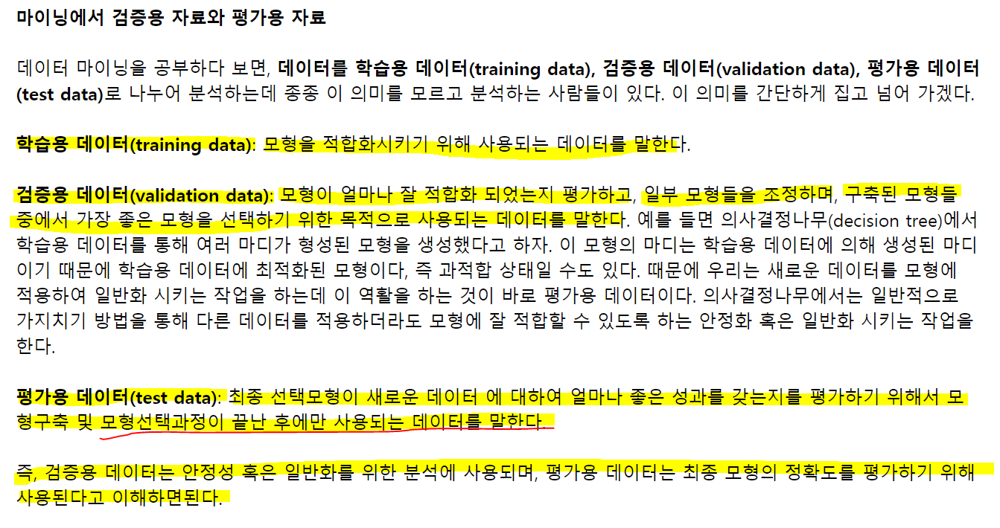 마이닝에서 검증용 자료와 평가용 자료
데이터 마이닝을 공부하다 보면, 데이터를 학습용 데이터(training data), 검증용 데이터(validation data), 평가용 데이터
(test data)로 나누어 분석하는데 종종 이 의미를 모르고 분석하는 사람들이 있다. 이 의미를 간단하게 집고 넘어 가겠다.
학습용 데이터(training data): 모형을 적합화시키기 위해 사용되는 데이터를 말한다.
검증용 데이터(validation data): 모형이 얼마나 잘 적합화 되었는지 평가하고, 일부 모형들을 조정하며, 구축된 모형들
중에서 가장 좋은 모형을 선택하기 위한 목적으로 사용되는 데이터를 말한다. 예를 들면 의사결정나무(decision tree)에서
학습용 데이터를 통해 여러 마디가 형성된 모형을 생성했다고 하자. 이 모형의 마디는 학습용 데이터에 의해 생성된 마디
이기 때문에 학습용 데이터에 최적화된 모형이다, 즉 과적합 상태일 수도 있다. 때문에 우리는 새로운 데이터를 모형에
적용하여 일반화 시키는 작업을 하는데 이 역활을 하는 것이 바로 평가용 데이터이다. 의사결정나무에서는 일반적으로
가지치기 방법을 통해 다른 데이터를 적용하더라도 모형에 잘 적합할 수 있도록 하는 안정화 혹은 일반화 시키는 작업을
한다.
평가용 데이터(test data): 최종 선택모형이 새로운 데이터 에 대하여 얼마나 좋은 성과를 갖는지를 평가하기 위해서 모
형구축 및 모형선택과정이 끝난 후에만 사용되는 데이터를 말한다.
즉, 검증용 데이터는 안정성 혹은 일반화를 위한 분석에 사용되며, 평가용 데이터는 최종 모형의 정확도를 평가하기 위해
사용된다고 이해하면된다.